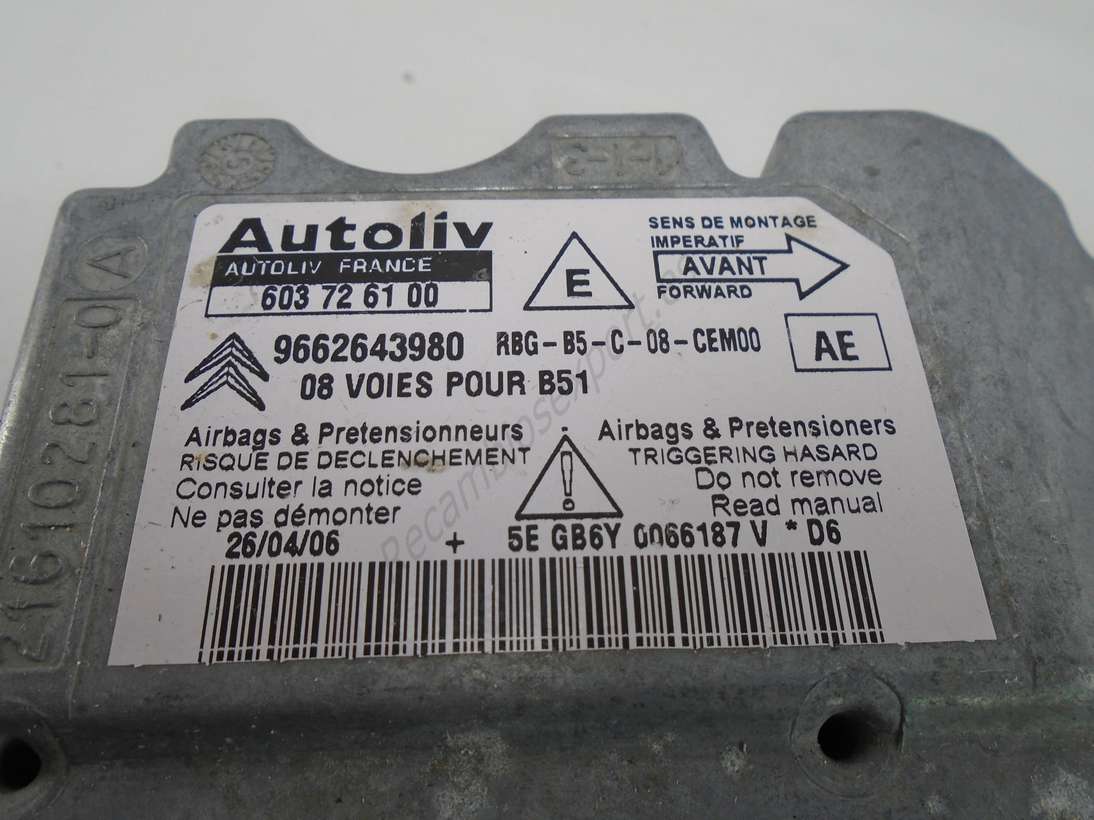 Autoliv
AUTOLIV FRANCE
603 72 61 00
E
SENS DE MONTAGE
IMPERATIF
AVANT
FORWARD
9662643980 RBG-B5-C-08-CEM00
AE
08 VOIES POUR B51
Airbags & Pretensionneurs
RISQUE DE DECLENCHEMENT
Consulter la notice
Ne pas démonter
Airbags & Pretensioners
TRIGGERING HASARD
Do not remove
Read manual
26/04/06 + 5E GB6Y 0066187 V * D6
21610281-0 A
Recambiosexport